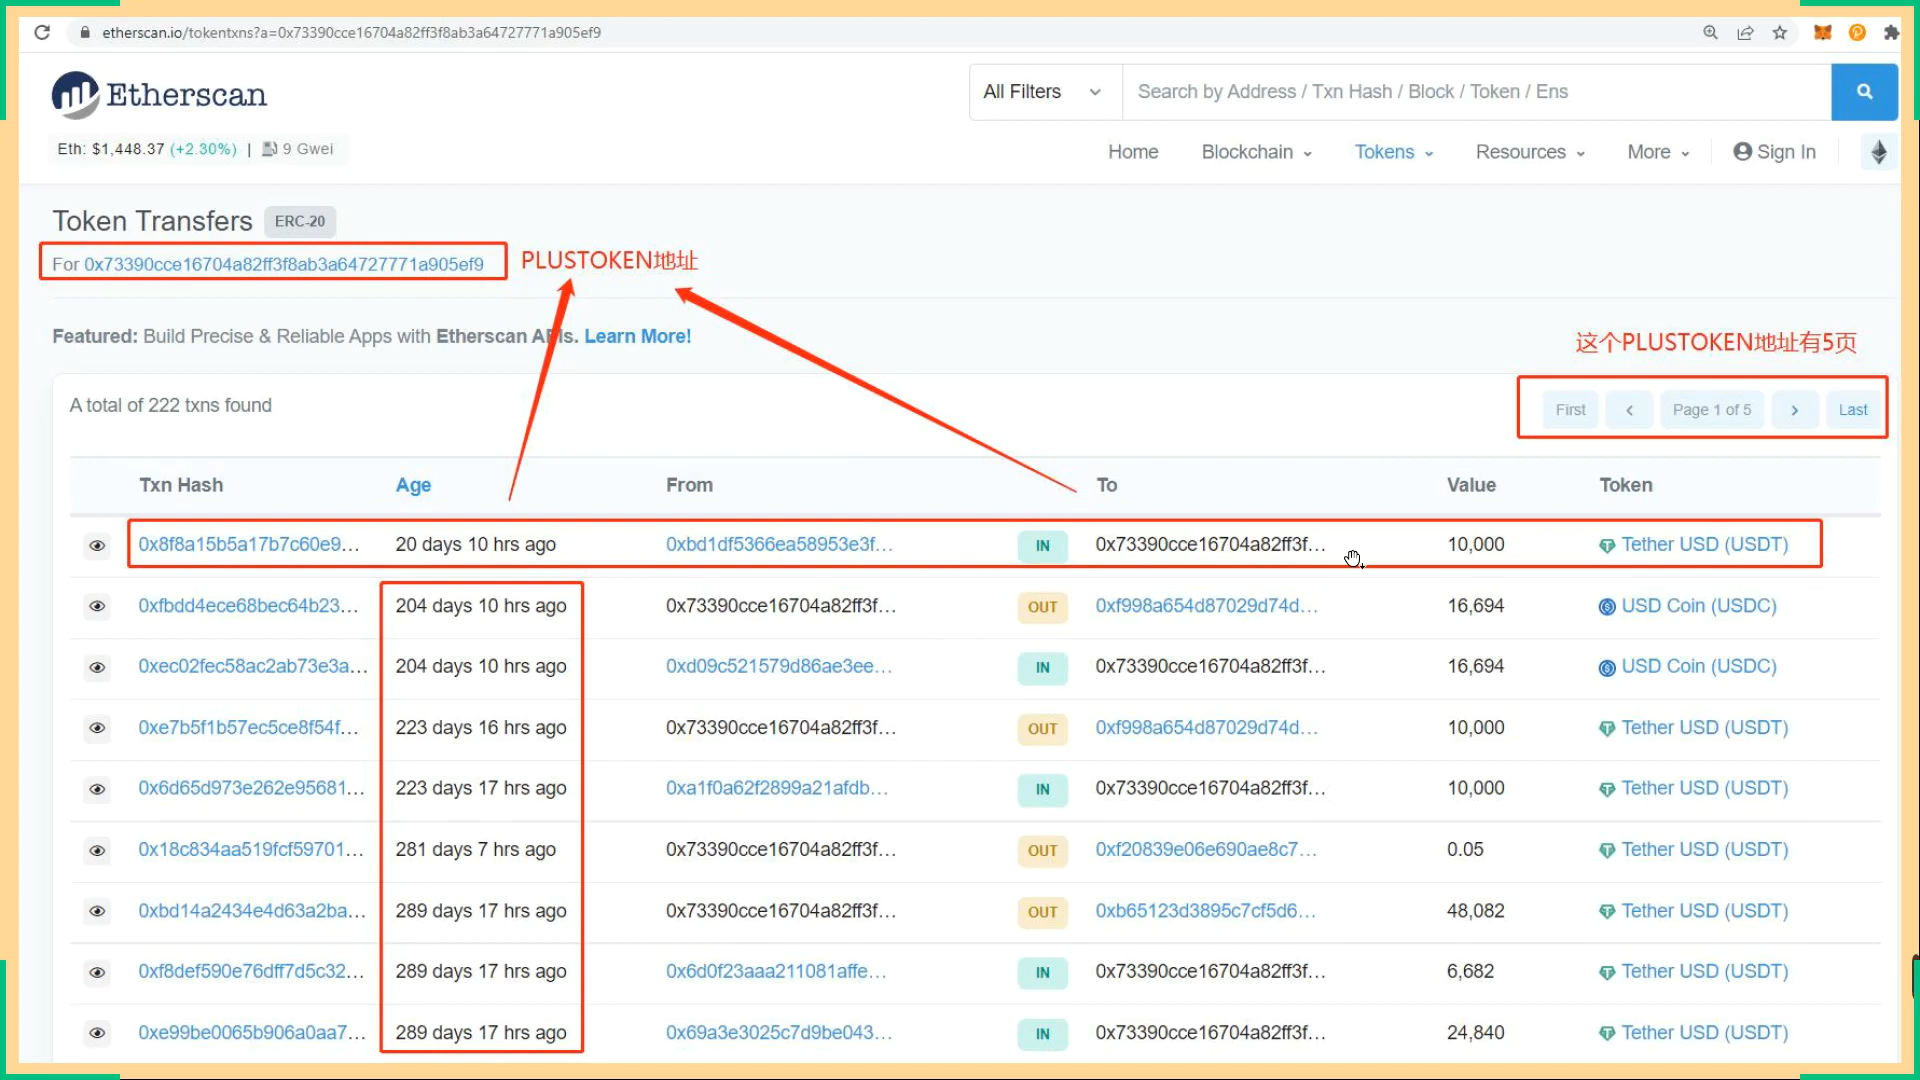 etherscan.io/tokentxns?a=0x73390cce16704a82ff3f8ab3a64727771a905ef9
Etherscan
All Filters
Search by Address / Txn Hash / Block / Token / Ens
Eth: $1,448.37 (+2.30%) | 9 Gwei
Home Blockchain Tokens Resources More Sign In
Token Transfers ERC-20
For 0x73390cce16704a82ff3f8ab3a64727771a905ef9 PLUSTOKEN地址
Featured: Build Precise & Reliable Apps with Etherscan APIs. Learn More!
这个PLUSTOKEN地址有5页
A total of 222 txns found
First Page 1 of 5 Last
Txn Hash Age From To Value Token
0x8f8a15b5a17b7c60e9... 20 days 10 hrs ago 0xbd1df5366ea58953e3f... IN 0x73390cce16704a82ff3f... 10,000 Tether USD (USDT)
0xfbdd4ece68bec64b23... 204 days 10 hrs ago 0x73390cce16704a82ff3f... OUT 0xf998a654d87029d74d... 16,694 USD Coin (USDC)
0xec02fec58ac2ab73e3a... 204 days 10 hrs ago 0xd09c521579d86ae3ee... IN 0x73390cce16704a82ff3f... 16,694 USD Coin (USDC)
0xe7b5f1b57ec5ce8f54f... 223 days 16 hrs ago 0x73390cce16704a82ff3f... OUT 0xf998a654d87029d74d... 10,000 Tether USD (USDT)
0x6d65d973e262e95681... 223 days 17 hrs ago 0xa1f0a62f2899a21afdb... IN 0x73390cce16704a82ff3f... 10,000 Tether USD (USDT)
0x18c834aa519fcf59701... 281 days 7 hrs ago 0x73390cce16704a82ff3f... OUT 0xf20839e06e690ae8c7... 0.05 Tether USD (USDT)
0xbd14a2434e4d63a2ba... 289 days 17 hrs ago 0x73390cce16704a82ff3f... OUT 0xb65123d3895c7cf5d6... 48,082 Tether USD (USDT)
0xf8def590e76dff7d5c32... 289 days 17 hrs ago 0x6d0f23aaa211081affe... IN 0x73390cce16704a82ff3f... 6,682 Tether USD (USDT)
0xe99be0065b906a0aa7... 289 days 17 hrs ago 0x69a3e3025c7d9be043... IN 0x73390cce16704a82ff3f... 24,840 Tether USD (USDT)